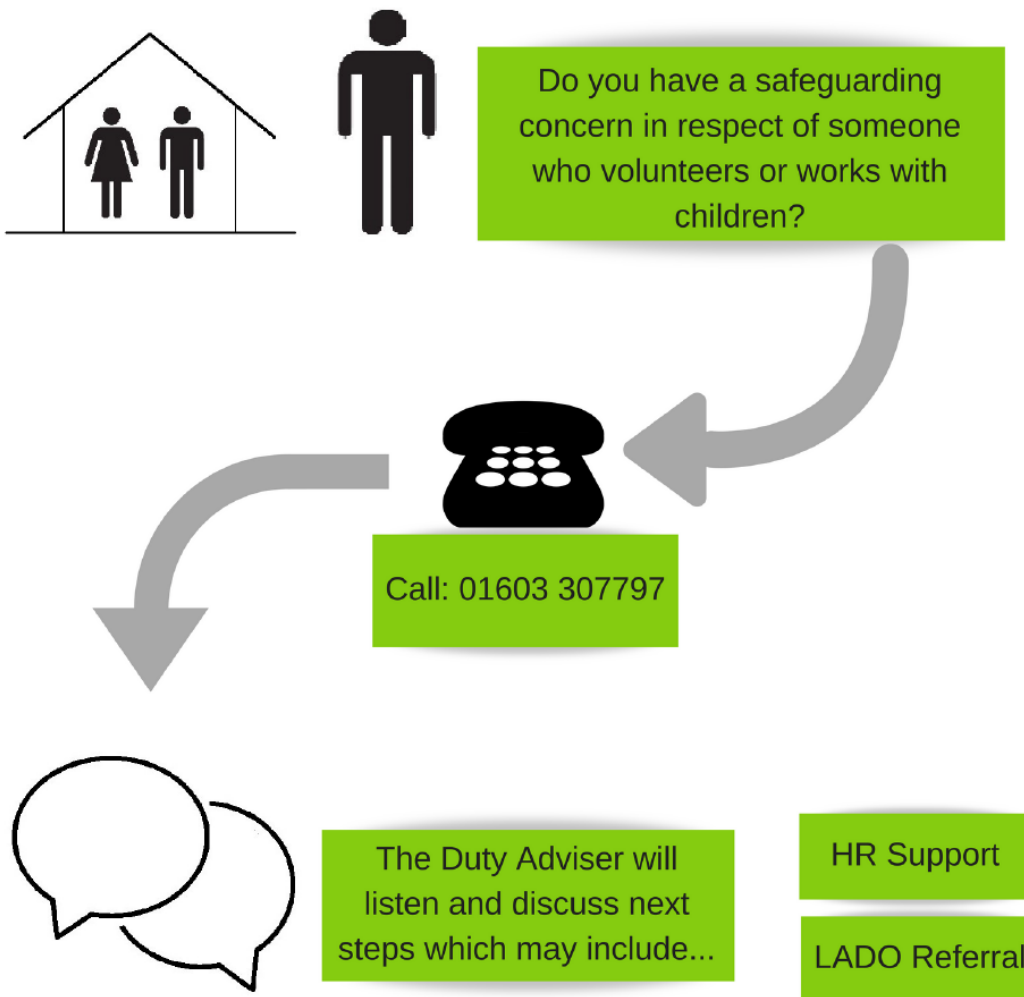 Do you have a safeguarding
concern in respect of someone
who volunteers or works with
children?
Call: 01603 307797
The Duty Adviser will
listen and discuss next
steps which may include...
HR Support
LADO Referral